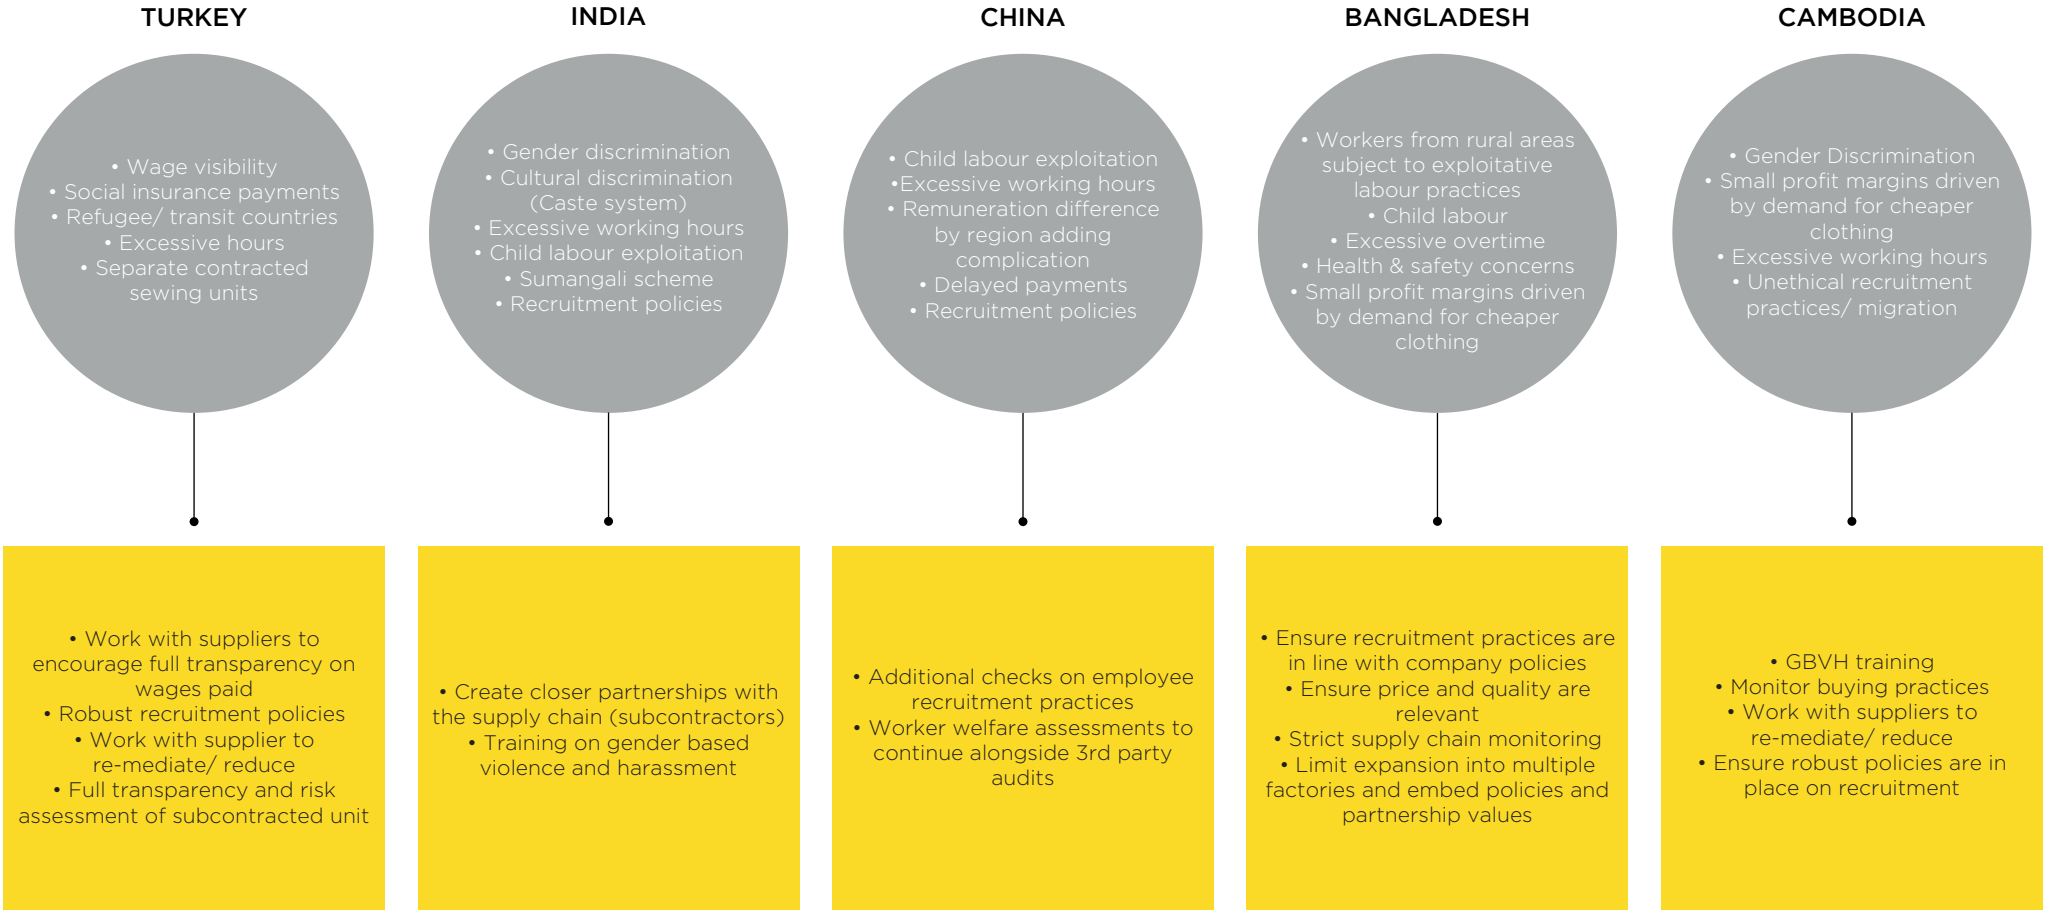 TURKEY
• Wage visibility
• Social insurance payments
• Refugee/ transit countries
• Excessive hours
• Separate contracted
sewing units
• Work with suppliers to
encourage full transparency on
wages paid
• Robust recruitment policies
• Work with supplier to
re-mediate/ reduce
• Full transparency and risk
assessment of subcontracted unit
INDIA
• Gender discrimination
• Cultural discrimination
(Caste system)
• Excessive working hours
• Child labour exploitation
• Sumangali scheme
• Recruitment policies
• Create closer partnerships with
the supply chain (subcontractors)
• Training on gender based
violence and harassment
CHINA
• Child labour exploitation
•Excessive working hours
• Remuneration difference
by region adding
complication
• Delayed payments
• Recruitment policies
• Additional checks on employee
recruitment practices
• Worker welfare assessments to
continue alongside 3rd party
audits
BANGLADESH
• Workers from rural areas
subject to exploitative
labour practices
• Child labour
• Excessive overtime
• Health & safety concerns
• Small profit margins driven
by demand for cheaper
clothing
• Ensure recruitment practices are
in line with company policies
• Ensure price and quality are
relevant
• Strict supply chain monitoring
• Limit expansion into multiple
factories and embed policies and
partnership values
CAMBODIA
• Gender Discrimination
• Small profit margins driven
by demand for cheaper
clothing
• Excessive working hours
• Unethical recruitment
practices/ migration
• GBVH training
• Monitor buying practices
• Work with suppliers to
re-mediate/ reduce
• Ensure robust policies are in
place on recruitment